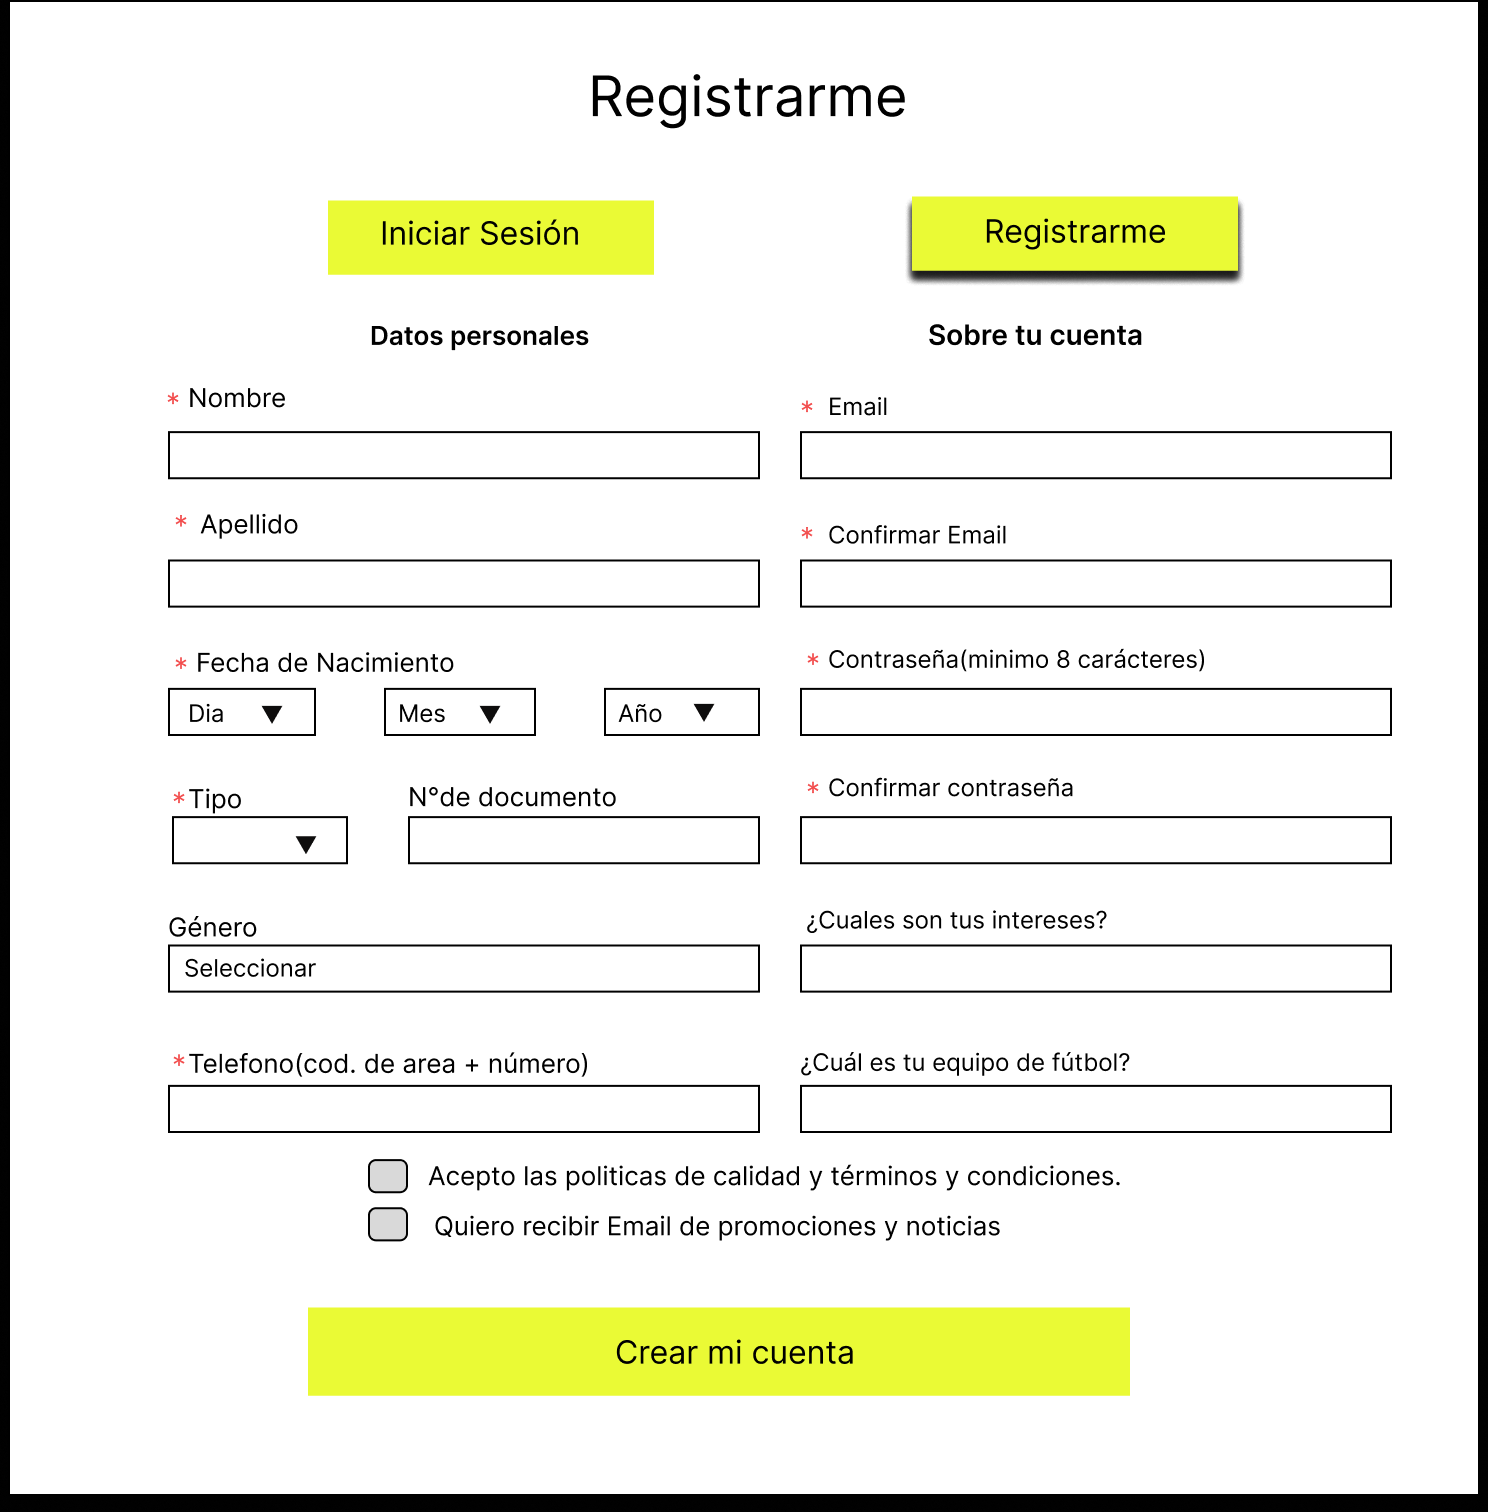 Registrarme
Iniciar Sesión
Registrarme
Datos personales
Sobre tu cuenta
* Nombre
* Email
* Apellido
* Confirmar Email
* Fecha de Nacimiento
* Contraseña(minimo 8 carácteres)
Dia ▼
Mes ▼
Año ▼
*Tipo
N°de documento
* Confirmar contraseña
▼
Género
¿Cuales son tus intereses?
Seleccionar
*Telefono(cod. de area + número)
¿Cuál es tu equipo de fútbol?
Acepto las politicas de calidad y términos y condiciones.
Quiero recibir Email de promociones y noticias
Crear mi cuenta